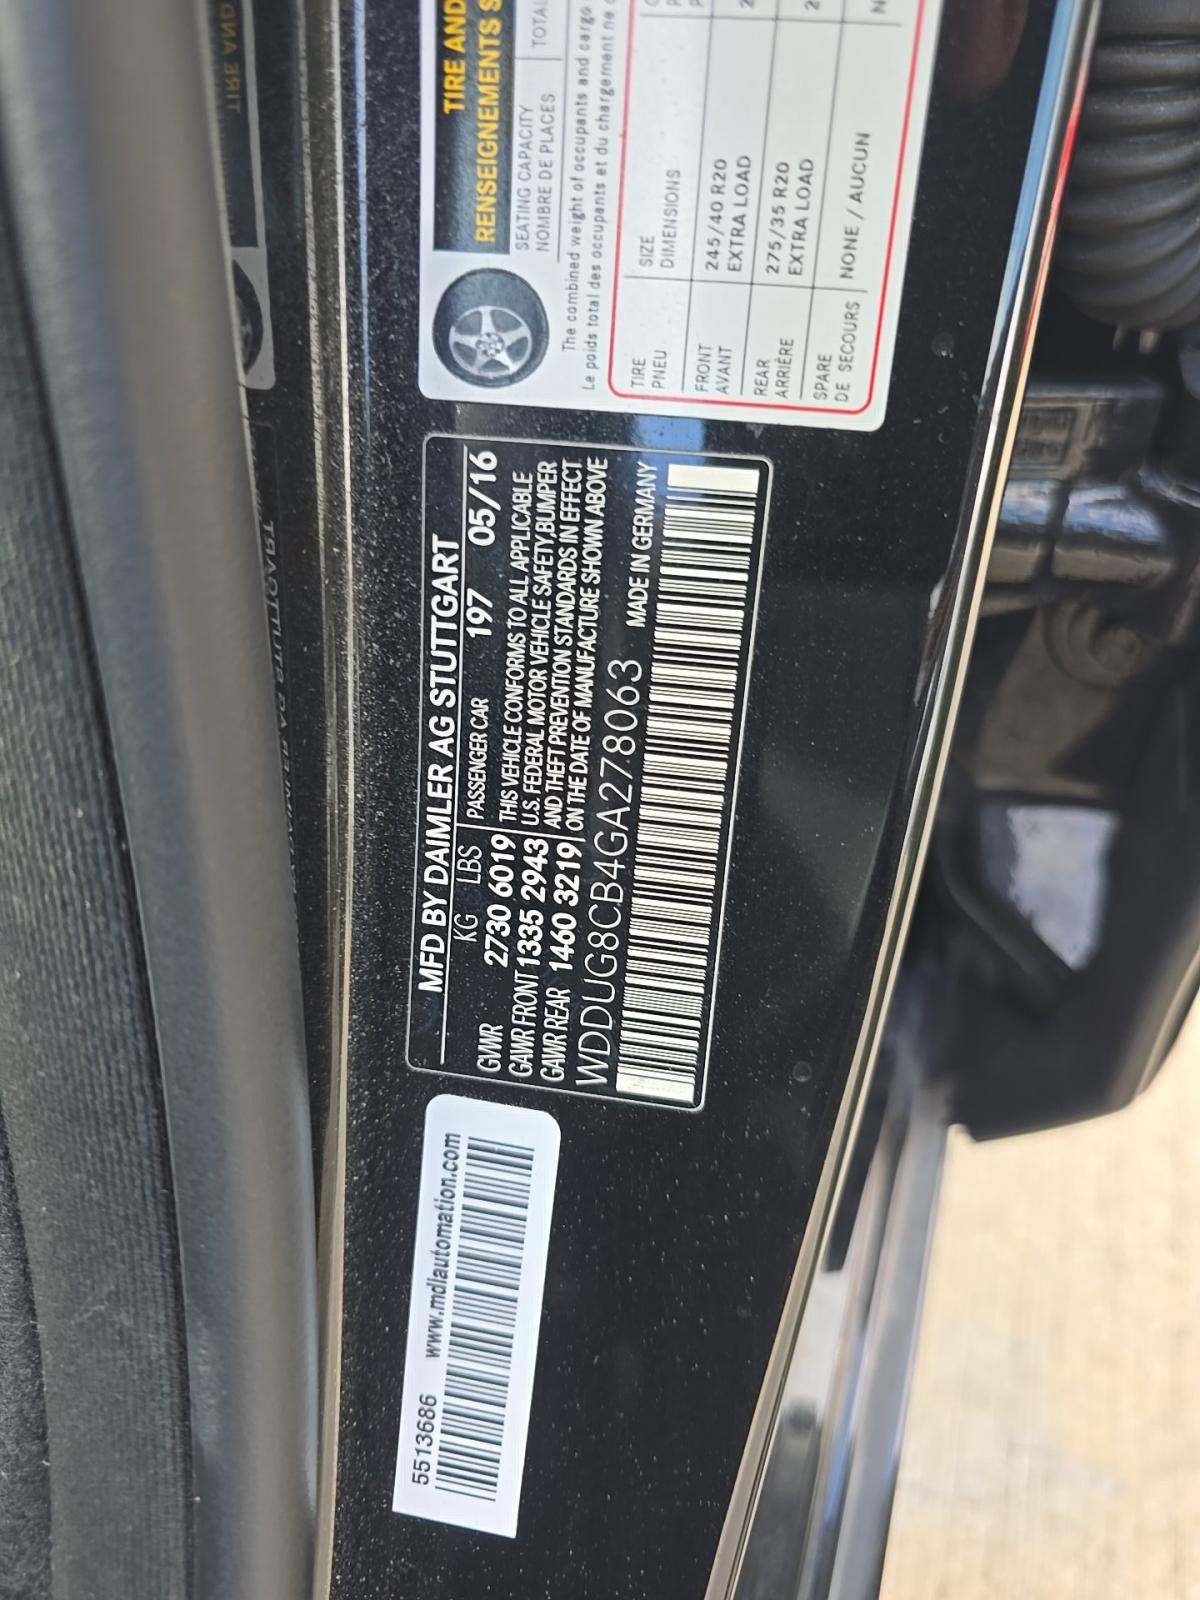 5513686 www.mdiautomation.com
MFD BY DAIMLER AG STUTTGART
KG LBS PASSENGER CAR 197 05/16
GVWR 2730 6019
GAWR FRONT 1335 2943
GAWR REAR 1460 3219
THIS VEHICLE CONFORMS TO ALL APPLICABLE
U.S. FEDERAL MOTOR VEHICLE SAFETY,BUMPER
AND THEFT PREVENTION STANDARDS IN EFFECT
ON THE DATE OF MANUFACTURE SHOWN ABOVE
WDDUG8CB4GA278063 MADE IN GERMANY
TIRE AND
RENSEIGNEMENTS S
SEATING CAPACITY
NOMBRE DE PLACES
TOTAL
The combined weight of occupants and cargo
Le poids total des occupants et du chargement ne
TIRE SIZE
PNEU DIMENSIONS
FRONT 245/40 R20
AVANT EXTRA LOAD
REAR 275/35 R20
ARRIÈRE EXTRA LOAD
SPARE NONE / AUCUN
DE SECOURS
TIRE AND